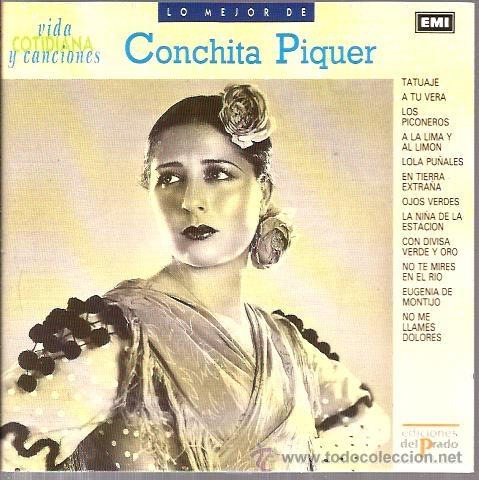 LO MEJOR DE
EMI
vida
COTIDIANA
y canciones
Conchita Piquer
TATUAJE
A TU VERA
LOS
PICONEROS
A LA LIMA Y
AL LIMON
LOLA PUÑALES
EN TIERRA
EXTRAÑA
OJOS VERDES
LA NIÑA DE LA
ESTACION
CON DIVISA
VERDE Y ORO
NO TE MIRES
EN EL RIO
EUGENIA DE
MONTIJO
NO ME
LLAMES
DOLORES
ediciones
del Prado
www.todocoleccion.net